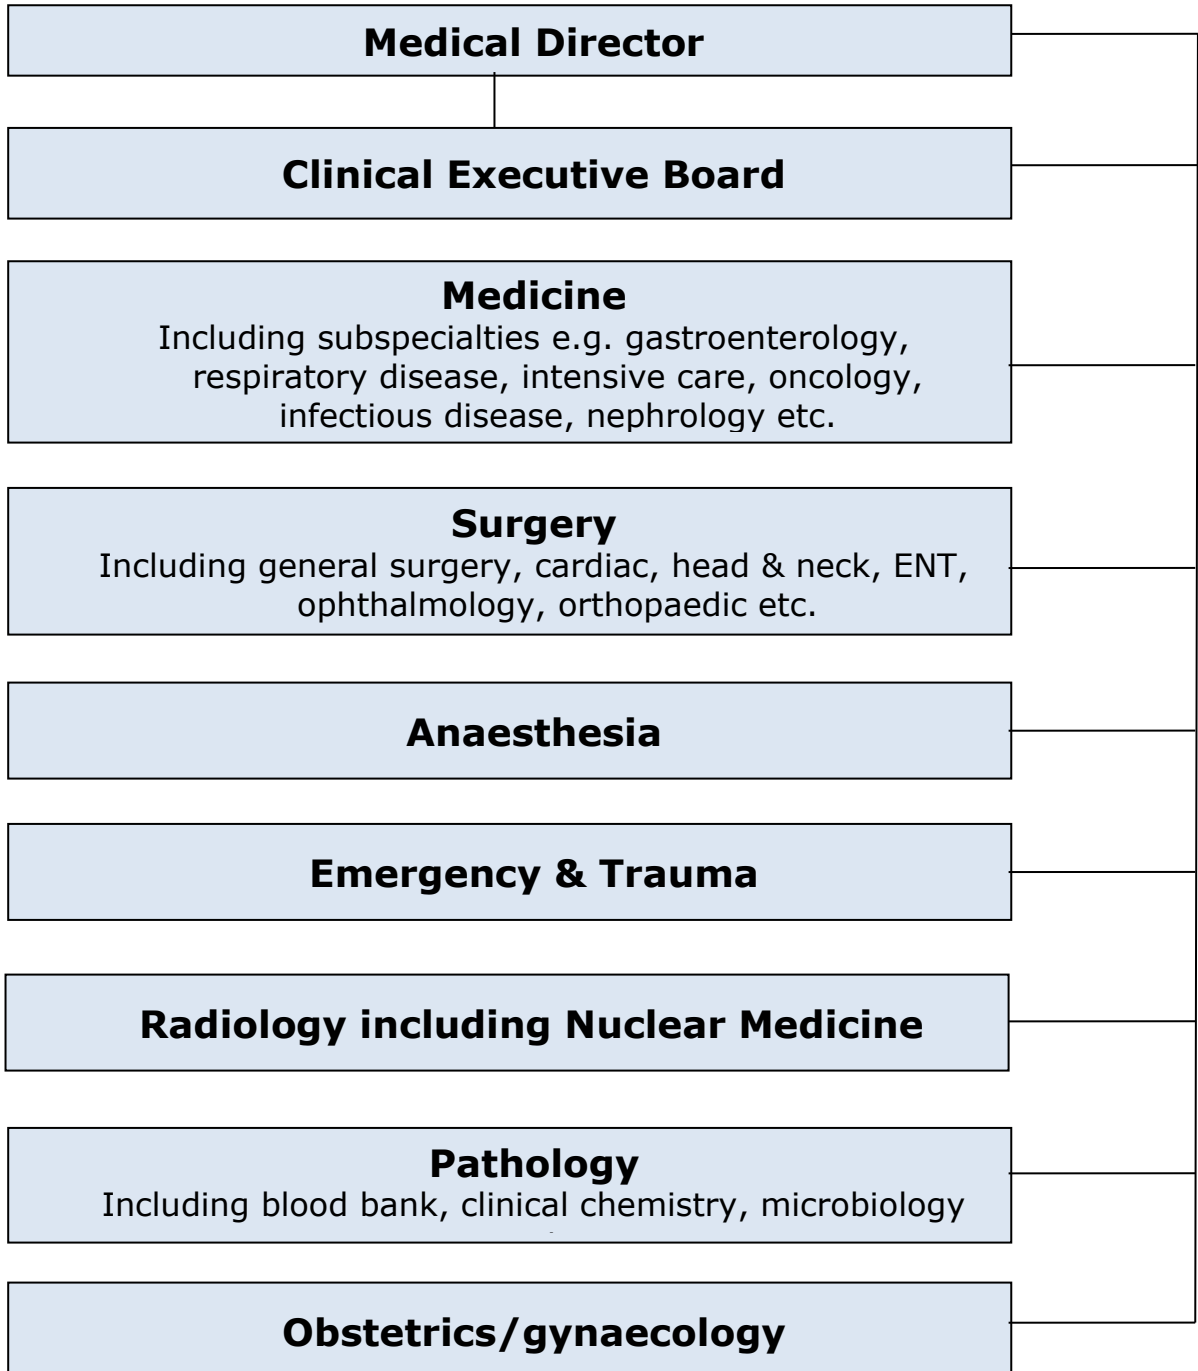 Medical Director
Clinical Executive Board
Medicine
Including subspecialties e.g. gastroenterology,
respiratory disease, intensive care, oncology,
infectious disease, nephrology etc.
Surgery
Including general surgery, cardiac, head & neck, ENT,
ophthalmology, orthopaedic etc.
Anaesthesia
Emergency & Trauma
Radiology including Nuclear Medicine
Pathology
Including blood bank, clinical chemistry, microbiology
Obstetrics/gynaecology